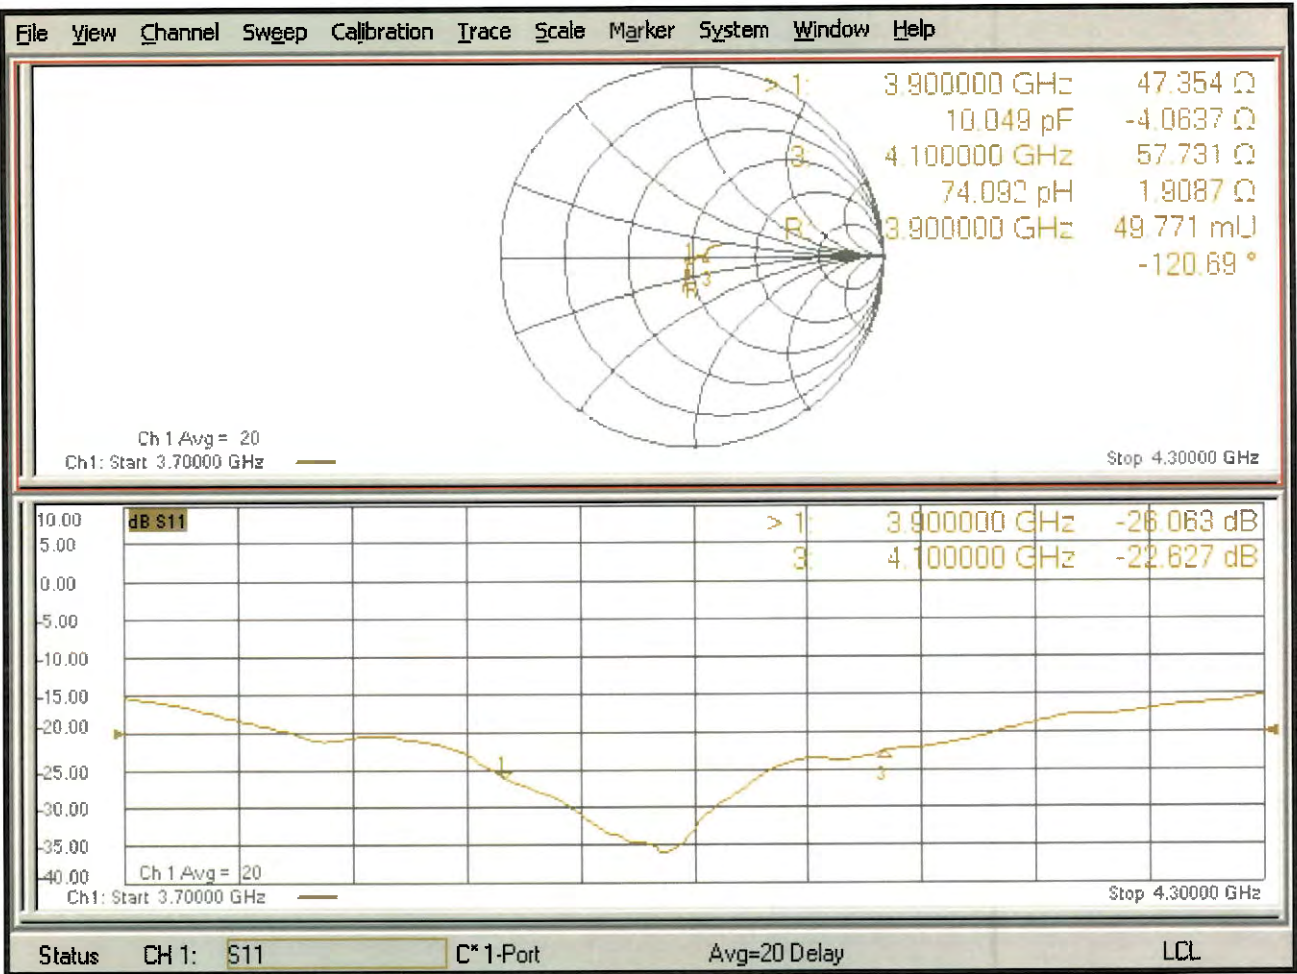 File View Channel Sweep Calibration Trace Scale Marker System Window Help
> 1: 3.900000 GHz 47.354 Ω
10.049 pF -4.0637 Ω
3: 4.100000 GHz 57.731 Ω
74.092 pH 1.9087 Ω
R: 3.900000 GHz 49.771 mU
-120.69 °
1
3
R
Ch 1 Avg = 20
Ch1: Start 3.70000 GHz Stop 4.30000 GHz
10.00 dB S11 > 1: 3.900000 GHz -26.063 dB
5.00 3: 4.100000 GHz -22.627 dB
0.00
-5.00
-10.00
-15.00
-20.00
-25.00 1 3
-30.00
-35.00
-40.00 Ch 1 Avg = 20
Ch1: Start 3.70000 GHz Stop 4.30000 GHz
Status CH 1: S11 C* 1-Port Avg=20 Delay LCL